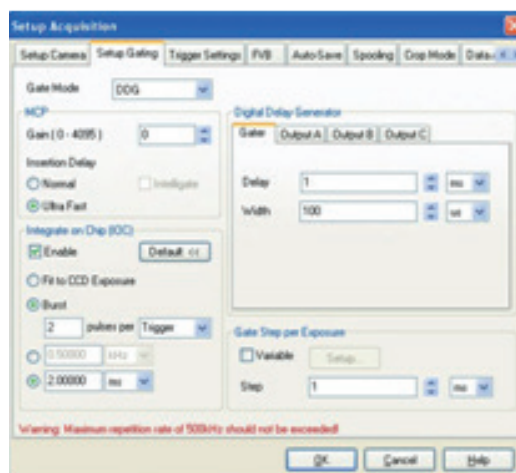 Setup Acquisition
Setup Camera Setup Gating Trigger Settings FVB Auto-Save Spooling Crop Mode Data
Gate Mode DDG
MCP
Gain ( 0 - 4095 ) 0
Insertion Delay
Normal Intelligate
Ultra Fast
Integrate on Chip (IOC)
Enable Default <<
Fit to CCD Exposure
Burst
2 pulses per Trigger
0.50000 kHz
2.00000 ms
Digital Delay Generator
Gater Output A Output B Output C
Delay 1 ms
Width 100 us
Gate Step per Exposure
Variable Setup...
Step 1 ms
Warning: Maximum repetition rate of 500kHz should not be exceeded!
OK Cancel Help